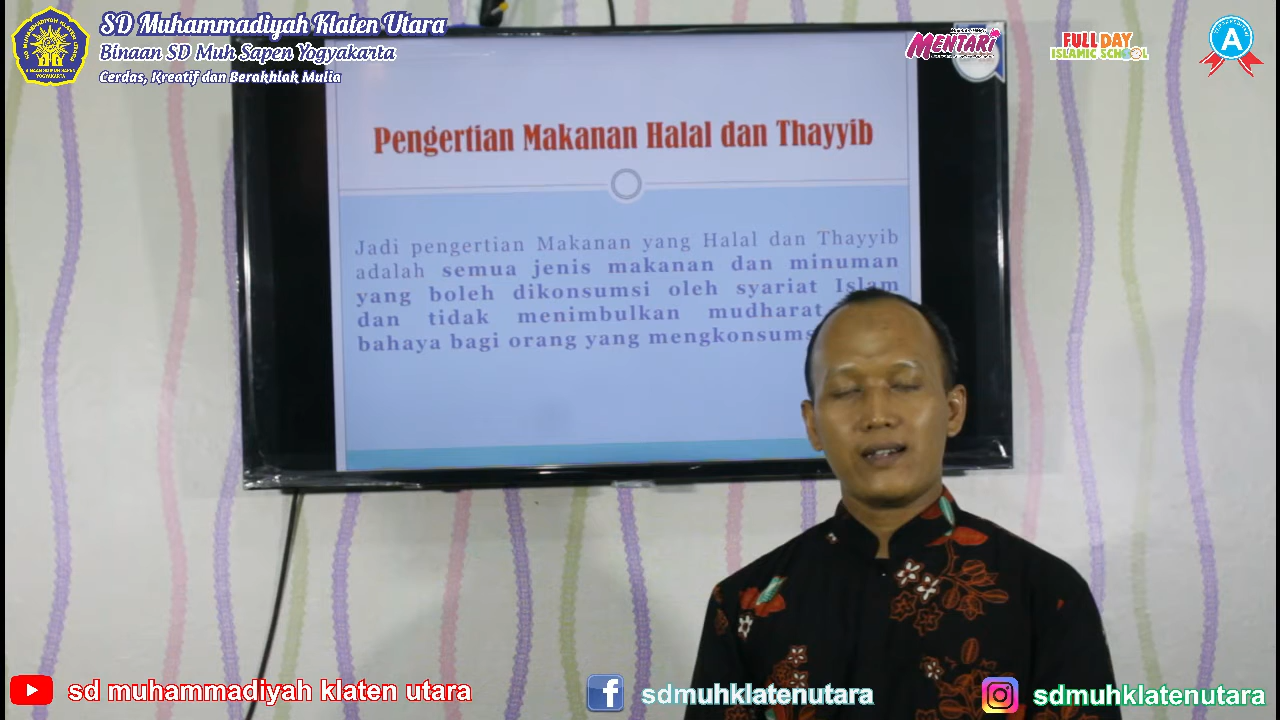 SD Muhammadiyah Klaten Utara
Binaan SD Muh Sapen Yogyakarta
Cerdas, Kreatif dan Berakhlak Mulia
MENTARI
FULL DAY
ISLAMIC SCHOOL
A
Pengertian Makanan Halal dan Thayyib
Jadi pengertian Makanan yang Halal dan Thayyib
adalah semua jenis makanan dan minuman
yang boleh dikonsumsi oleh syariat Islam
dan tidak menimbulkan mudharat
bahaya bagi orang yang mengkonsums
sd muhammadiyah klaten utara
sdmuhklatenutara
sdmuhklatenutara